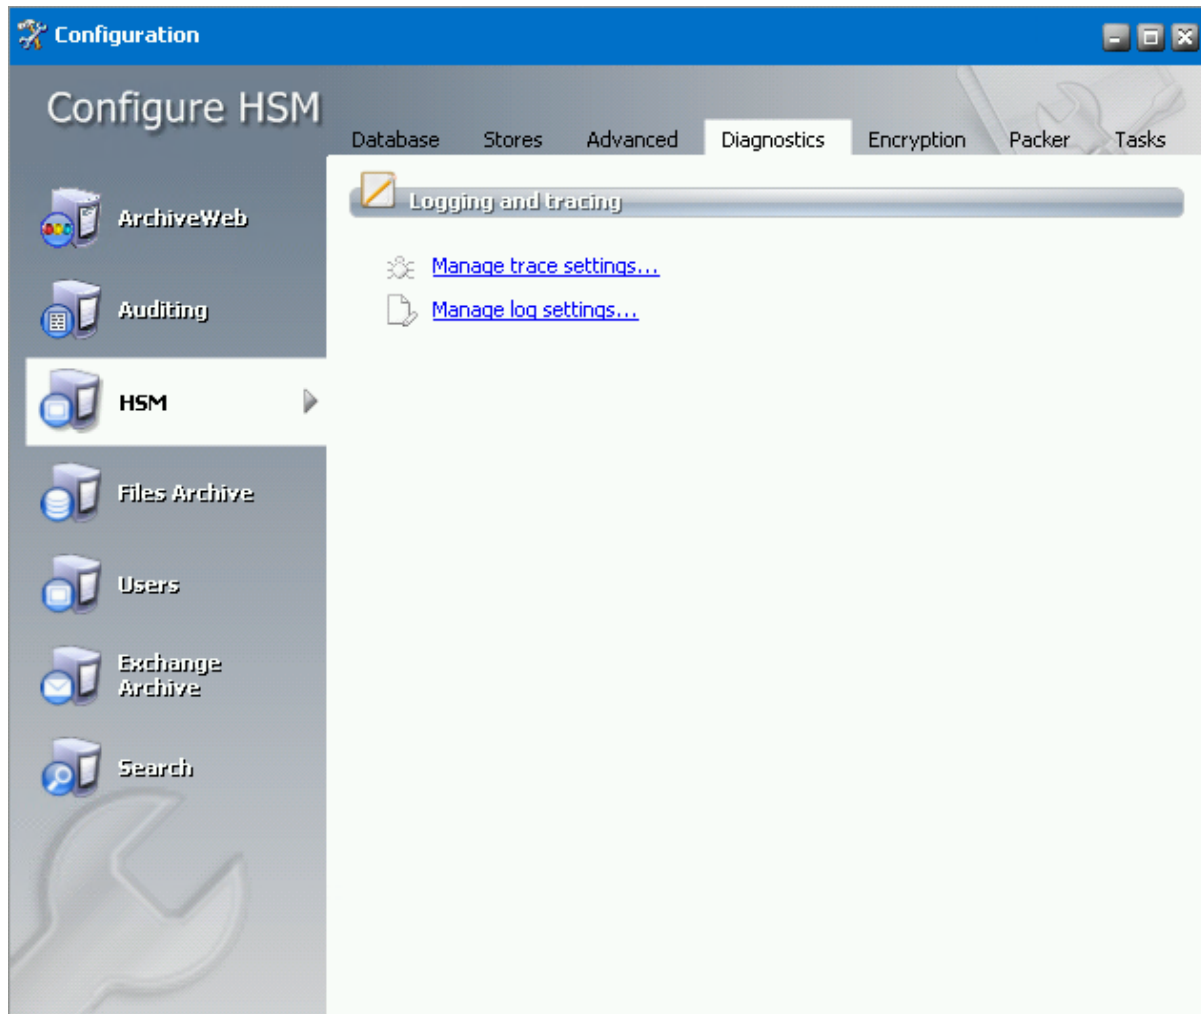 Configuration
Configure HSM
Database Stores Advanced Diagnostics Encryption Packer Tasks
Logging and tracing
Manage trace settings...
Manage log settings...
ArchiveWeb
Auditing
HSM
Files Archive
Users
Exchange
Archive
Search